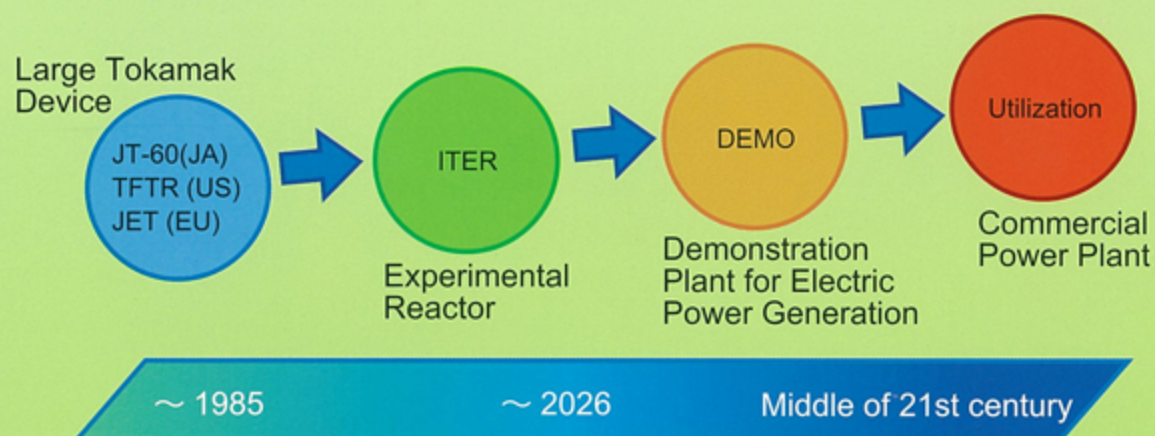 Large Tokamak
Device
JT-60(JA)
TFTR (US)
JET (EU)
ITER
Experimental
Reactor
DEMO
Demonstration
Plant for Electric
Power Generation
Utilization
Commercial
Power Plant
～ 1985
～ 2026
Middle of 21st century